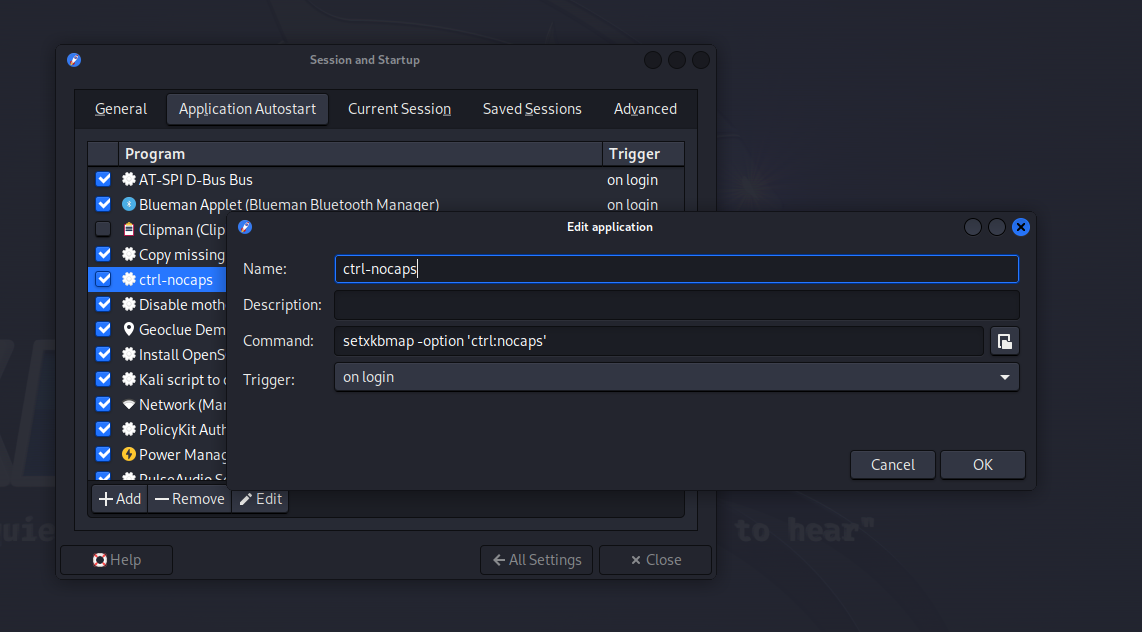 Session and Startup
General Application Autostart Current Session Saved Sessions Advanced
Program Trigger
AT-SPI D-Bus Bus on login
Blueman Applet (Blueman Bluetooth Manager) on login
Clipman (Clip
Copy missing
ctrl-nocaps
Disable moth
Geoclue Dem
Install OpenS
Kali script to
Network (Man
PolicyKit Auth
Power Manag
PulseAudio S
Add Remove Edit
Help All Settings Close
Edit application
Name: ctrl-nocaps
Description:
Command: setxkbmap -option 'ctrl:nocaps'
Trigger: on login
Cancel OK
to hear"